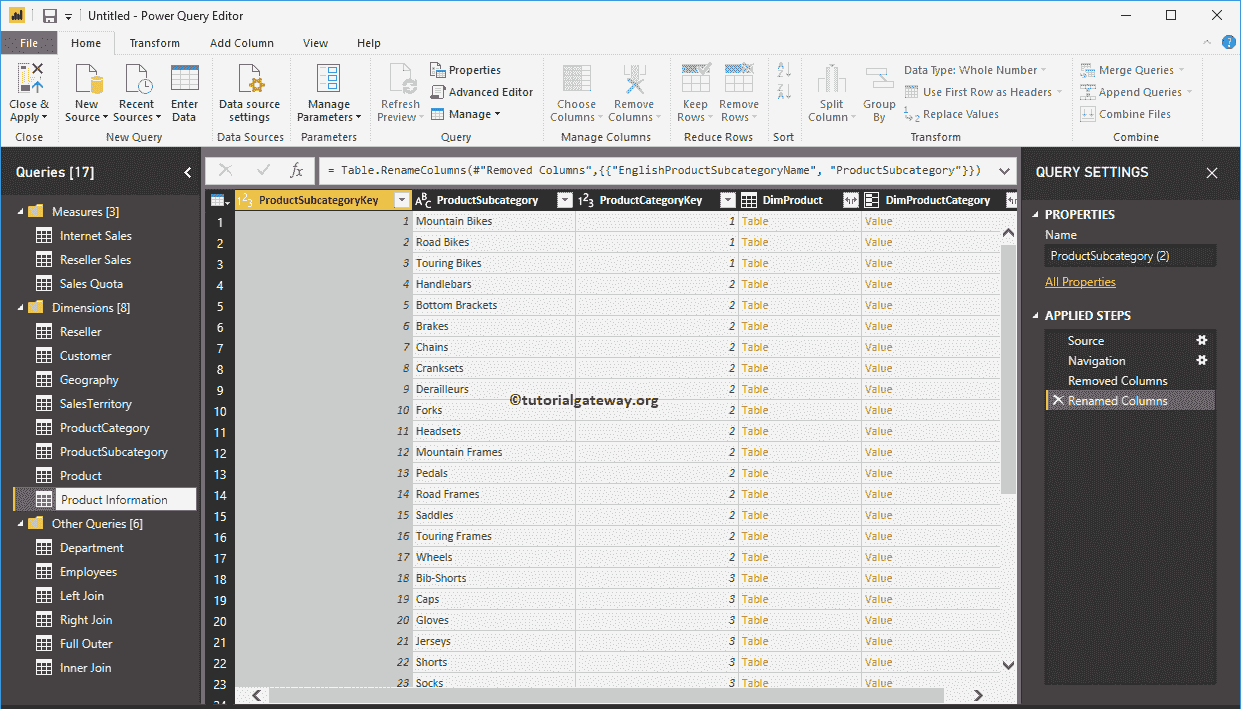 Untitled - Power Query Editor
File Home Transform Add Column View Help
Close & Apply
New Source
Recent Sources
Enter Data
Data source settings
Manage Parameters
Refresh Preview
Properties
Advanced Editor
Manage
Choose Columns
Remove Columns
Keep Rows
Remove Rows
Split Column
Group By
Data Type: Whole Number
Use First Row as Headers
Replace Values
Merge Queries
Append Queries
Combine Files
Close New Query Data Sources Parameters Query Manage Columns Reduce Rows Sort Transform Combine
Queries [17]
Measures [3]
Internet Sales
Reseller Sales
Sales Quota
Dimensions [8]
Reseller
Customer
Geography
SalesTerritory
ProductCategory
ProductSubcategory
Product
Product Information
Other Queries [6]
Department
Employees
Left Join
Right Join
Full Outer
Inner Join
= Table.RenameColumns(#"Removed Columns",{{"EnglishProductSubcategoryName", "ProductSubcategory"}})
ProductSubcategoryKey ProductSubcategory ProductCategoryKey DimProduct DimProductCategory
1 1 Mountain Bikes 1 Table Value
2 2 Road Bikes 1 Table Value
3 3 Touring Bikes 1 Table Value
4 4 Handlebars 2 Table Value
5 5 Bottom Brackets 2 Table Value
6 6 Brakes 2 Table Value
7 7 Chains 2 Table Value
8 8 Cranksets 2 Table Value
9 9 Derailleurs 2 Table Value
10 10 Forks 2 Table Value
11 11 Headsets 2 Table Value
12 12 Mountain Frames 2 Table Value
13 13 Pedals 2 Table Value
14 14 Road Frames 2 Table Value
15 15 Saddles 2 Table Value
16 16 Touring Frames 2 Table Value
17 17 Wheels 2 Table Value
18 18 Bib-Shorts 3 Table Value
19 19 Caps 3 Table Value
20 20 Gloves 3 Table Value
21 21 Jerseys 3 Table Value
22 22 Shorts 3 Table Value
23 23 Socks 3 Table Value
©tutorialgateway.org
QUERY SETTINGS
PROPERTIES
Name
ProductSubcategory (2)
All Properties
APPLIED STEPS
Source
Navigation
Removed Columns
Renamed Columns